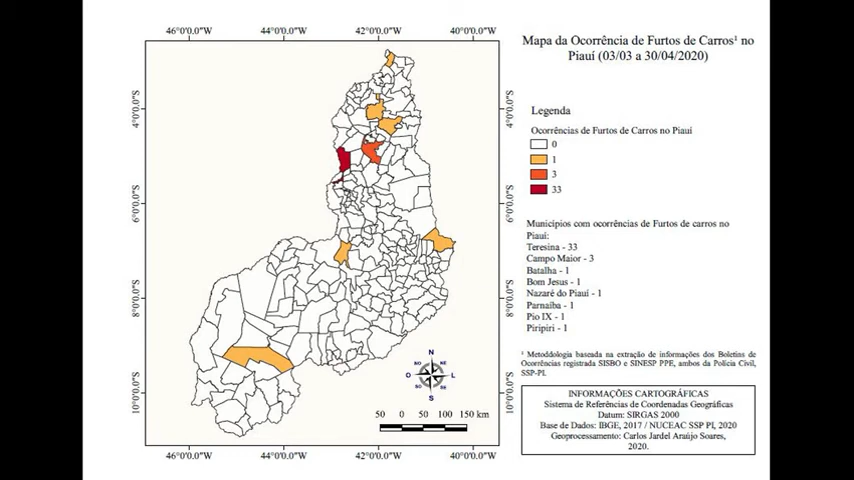 46°0'0.0"W 44°0'0.0"W 42°0'0.0"W 40°0'0.0"W
Mapa da Ocorrência de Furtos de Carros¹ no
Piauí (03/03 a 30/04/2020)
4°0'0.0"S 4°0'0.0"S
6°0'0.0"S 6°0'0.0"S
8°0'0.0"S 8°0'0.0"S
10°0'0.0"S 10°0'0.0"S
Legenda
Ocorrências de Furtos de Carros no Piauí
0
1
3
33
Municípios com ocorrências de Furtos de carros no
Piauí:
Teresina - 33
Campo Maior - 3
Batalha - 1
Bom Jesus - 1
Nazaré do Piauí - 1
Parnaíba - 1
Pio IX - 1
Piripiri - 1
¹ Metodologia baseada na extração de informações dos Boletins de
Ocorrências registrada SISBO e SINESP PPE, ambos da Polícia Civil,
SSP-PI.
N
NO NE
O L
SO SE
S
50 0 50 100 150 km
INFORMAÇÕES CARTOGRÁFICAS
Sistema de Referências de Coordenadas Geográficas
Datum: SIRGAS 2000
Base de Dados: IBGE, 2017 / NUCEAC SSP PI, 2020
Geoprocessamento: Carlos Jardel Araújo Soares,
2020.
46°0'0.0"W 44°0'0.0"W 42°0'0.0"W 40°0'0.0"W